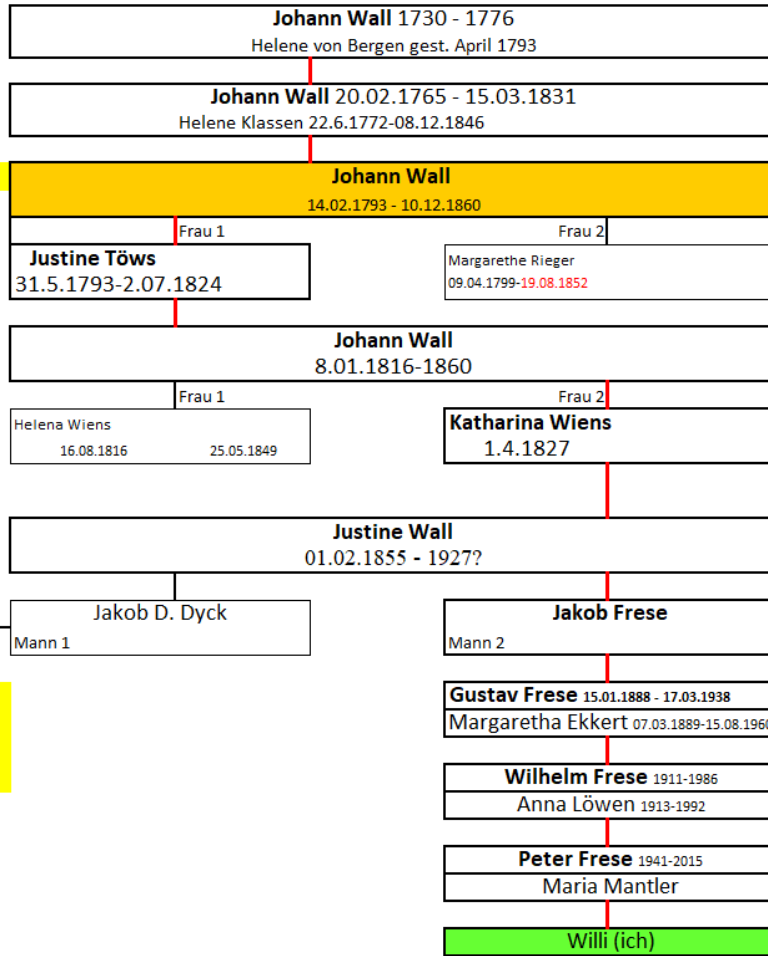 Johann Wall 1730 - 1776
Helene von Bergen gest. April 1793
Johann Wall 20.02.1765 - 15.03.1831
Helene Klassen 22.6.1772-08.12.1846
Johann Wall
14.02.1793 - 10.12.1860
Frau 1
Frau 2
Justine Töws
31.5.1793-2.07.1824
Margarethe Rieger
09.04.1799-19.08.1852
Johann Wall
8.01.1816-1860
Frau 1
Frau 2
Helena Wiens
16.08.1816 25.05.1849
Katharina Wiens
1.4.1827
Justine Wall
01.02.1855 - 1927?
Jakob D. Dyck
Mann 1
Jakob Frese
Mann 2
Gustav Frese 15.01.1888 - 17.03.1938
Margaretha Ekkert 07.03.1889-15.08.1960
Wilhelm Frese 1911-1986
Anna Löwen 1913-1992
Peter Frese 1941-2015
Maria Mantler
Willi (ich)